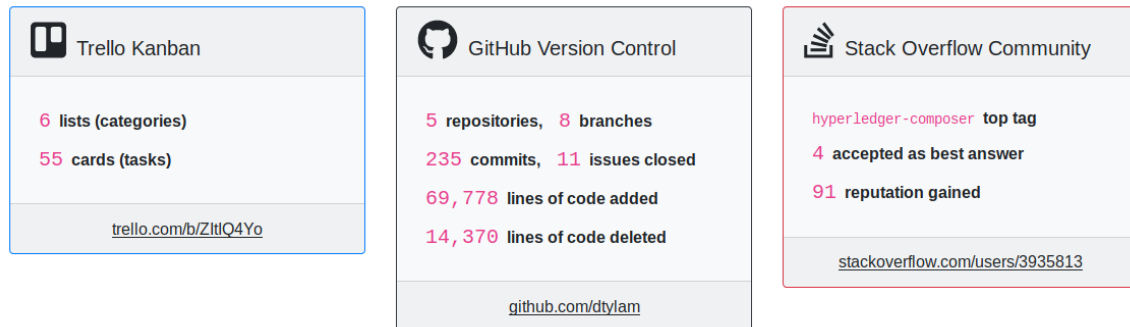 Trello Kanban
6 lists (categories)
55 cards (tasks)
trello.com/b/ZItlQ4Yo
GitHub Version Control
5 repositories, 8 branches
235 commits, 11 issues closed
69,778 lines of code added
14,370 lines of code deleted
github.com/dtylam
Stack Overflow Community
hyperledger-composer top tag
4 accepted as best answer
91 reputation gained
stackoverflow.com/users/3935813